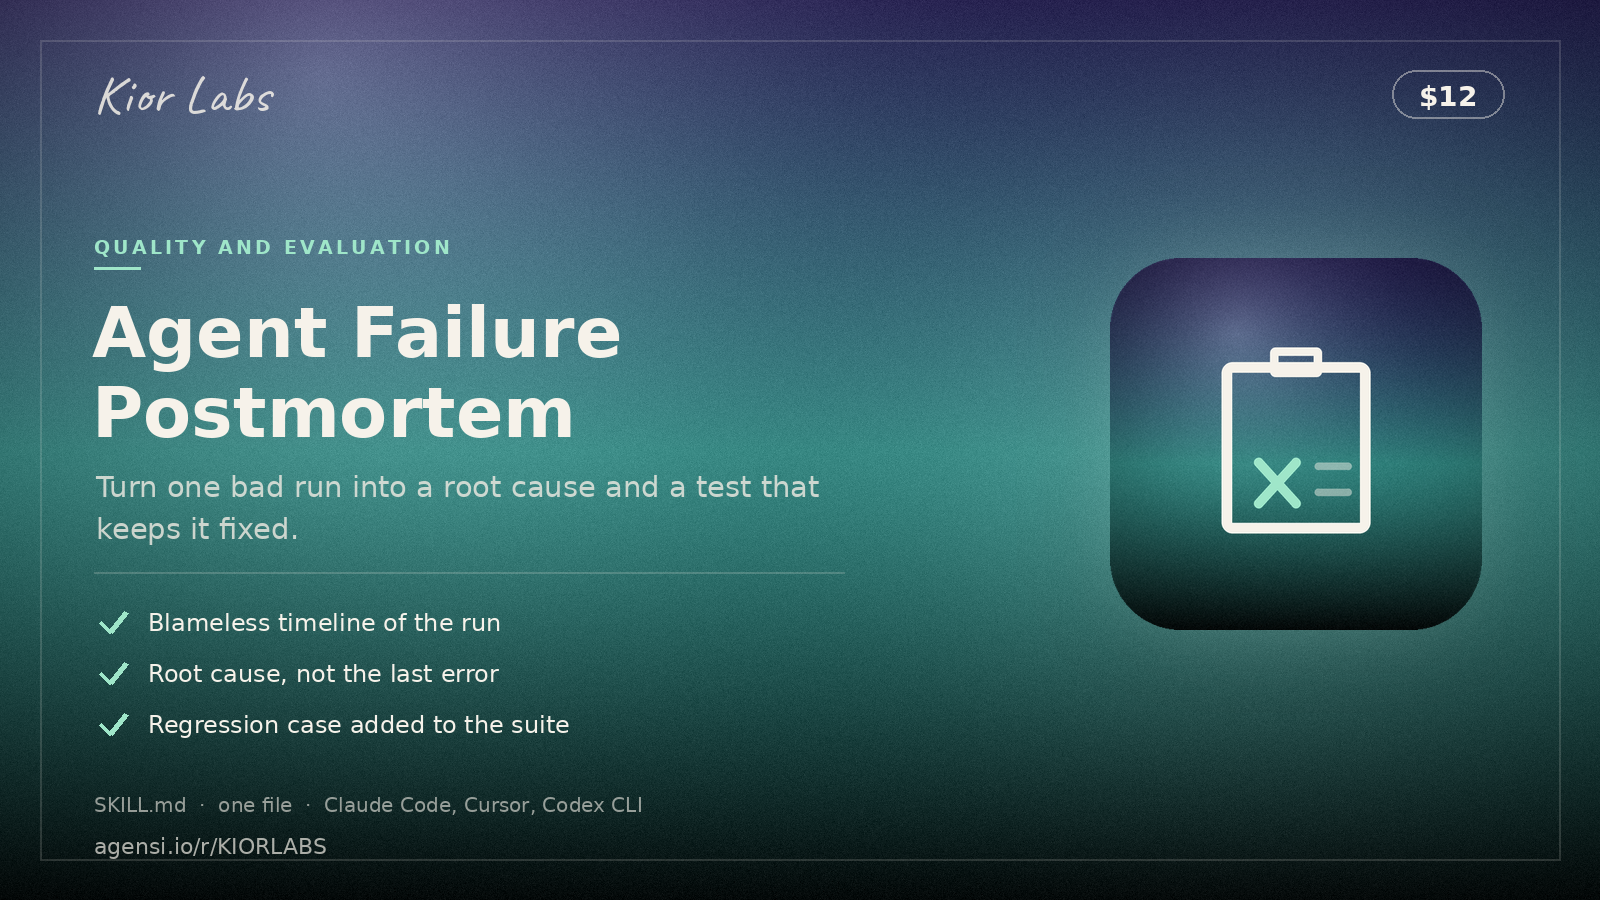 Kior Labs
$12
QUALITY AND EVALUATION
Agent Failure
Postmortem
Turn one bad run into a root cause and a test that
keeps it fixed.
Blameless timeline of the run
Root cause, not the last error
Regression case added to the suite
SKILL.md · one file · Claude Code, Cursor, Codex CLI
agensi.io/r/KIORLABS